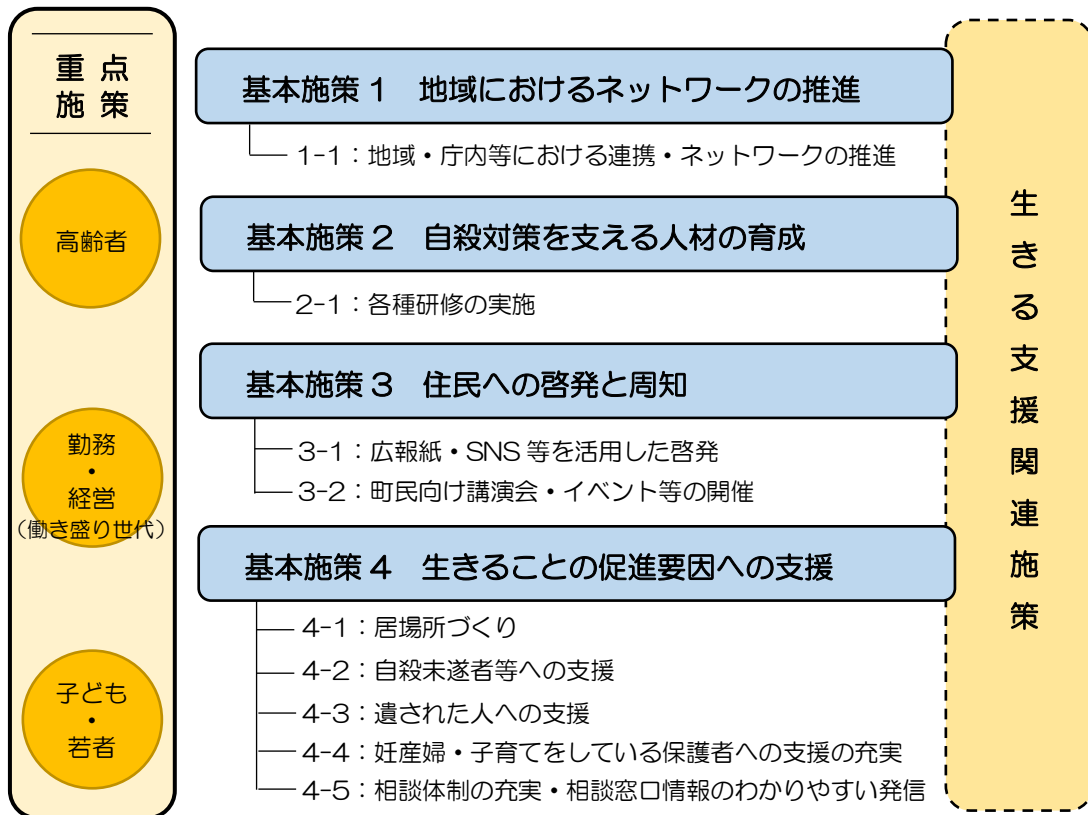 重点
施策
高齢者
勤務
・
経営
(働き盛り世代)
子ども
・
若者
基本施策1 地域におけるネットワークの推進
1-1:地域・庁内等における連携・ネットワークの推進
基本施策2 自殺対策を支える人材の育成
2-1:各種研修の実施
基本施策3 住民への啓発と周知
3-1:広報紙・SNS等を活用した啓発
3-2:町民向け講演会・イベント等の開催
基本施策4 生きることの促進要因への支援
4-1:居場所づくり
4-2:自殺未遂者等への支援
4-3:遺された人への支援
4-4:妊産婦・子育てをしている保護者への支援の充実
4-5:相談体制の充実・相談窓口情報のわかりやすい発信
生きる支援関連施策